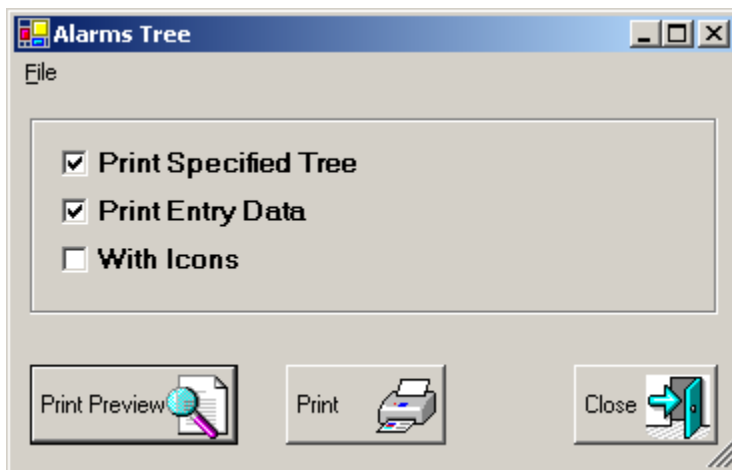 Alarms Tree
File
Print Specified Tree
Print Entry Data
With Icons
Print Preview
Print
Close